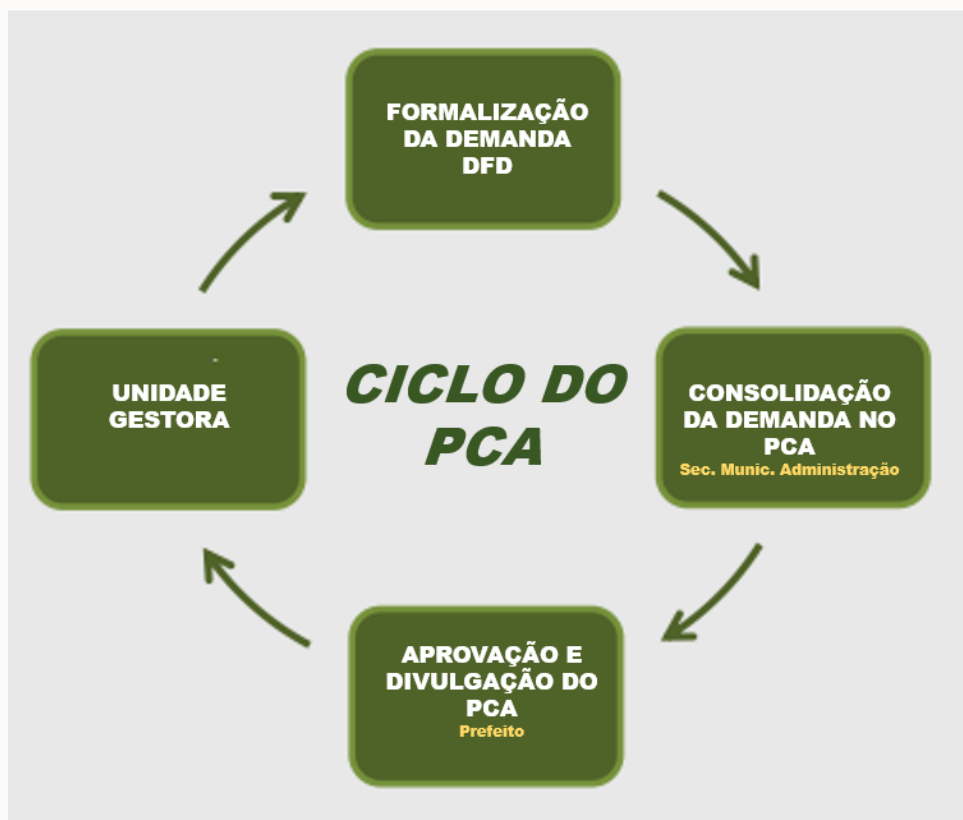 FORMALIZAÇÃO
DA DEMANDA
DFD
UNIDADE
GESTORA
CICLO DO
PCA
CONSOLIDAÇÃO
DA DEMANDA NO
PCA
Sec. Munic. Administração
APROVAÇÃO E
DIVULGAÇÃO DO
PCA
Prefeito